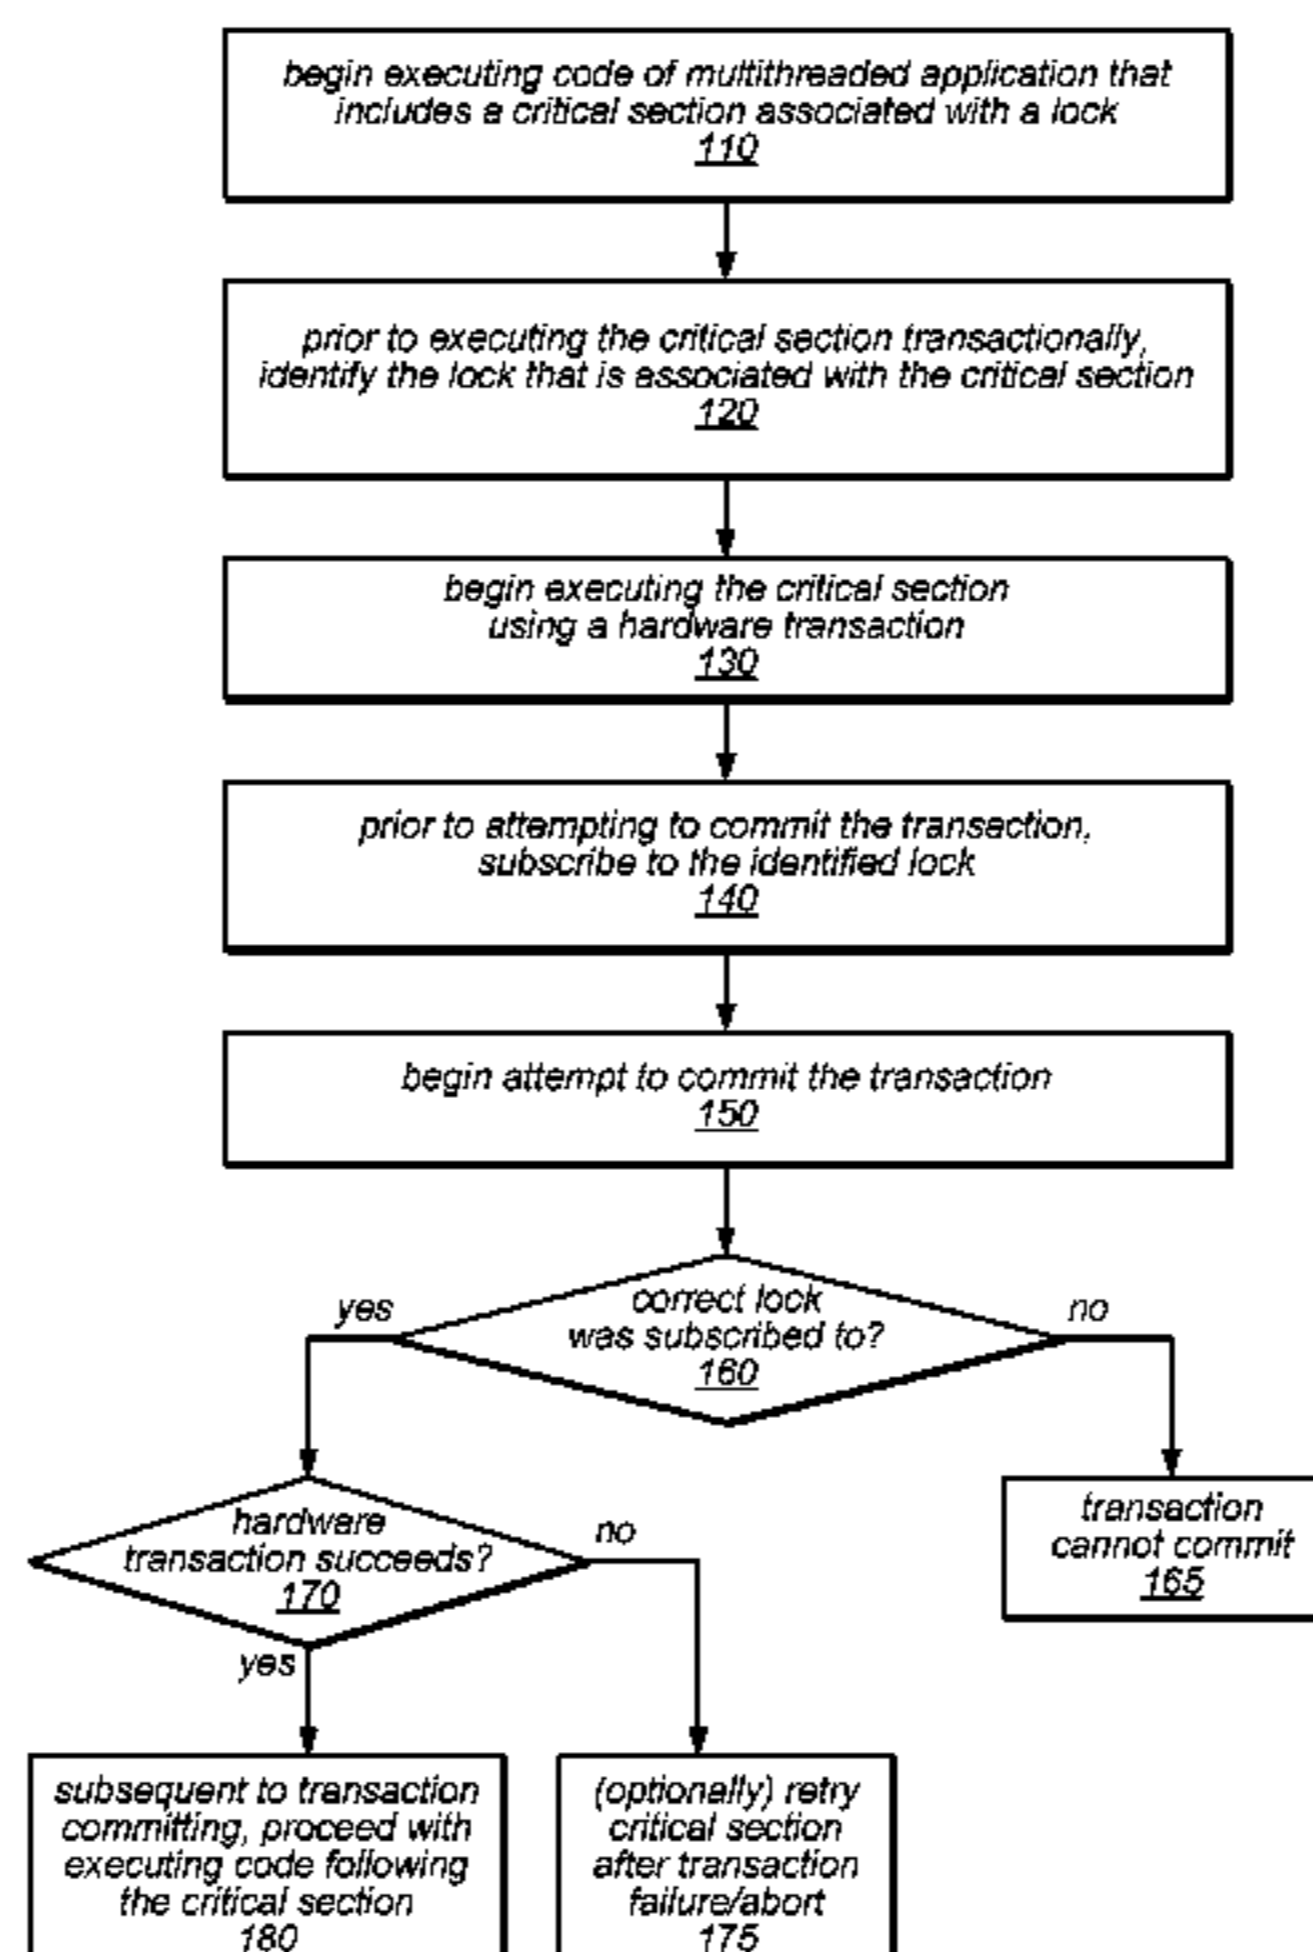 begin executing code of multithreaded application that
includes a critical section associated with a lock
110
prior to executing the critical section transactionally,
identify the lock that is associated with the critical section
120
begin executing the critical section
using a hardware transaction
130
prior to attempting to commit the transaction,
subscribe to the identified lock
140
begin attempt to commit the transaction
150
correct lock
was subscribed to?
160
yes
no
hardware
transaction succeeds?
170
no
yes
transaction
cannot commit
165
subsequent to transaction
committing, proceed with
executing code following
the critical section
180
(optionally) retry
critical section
after transaction
failure/abort
175